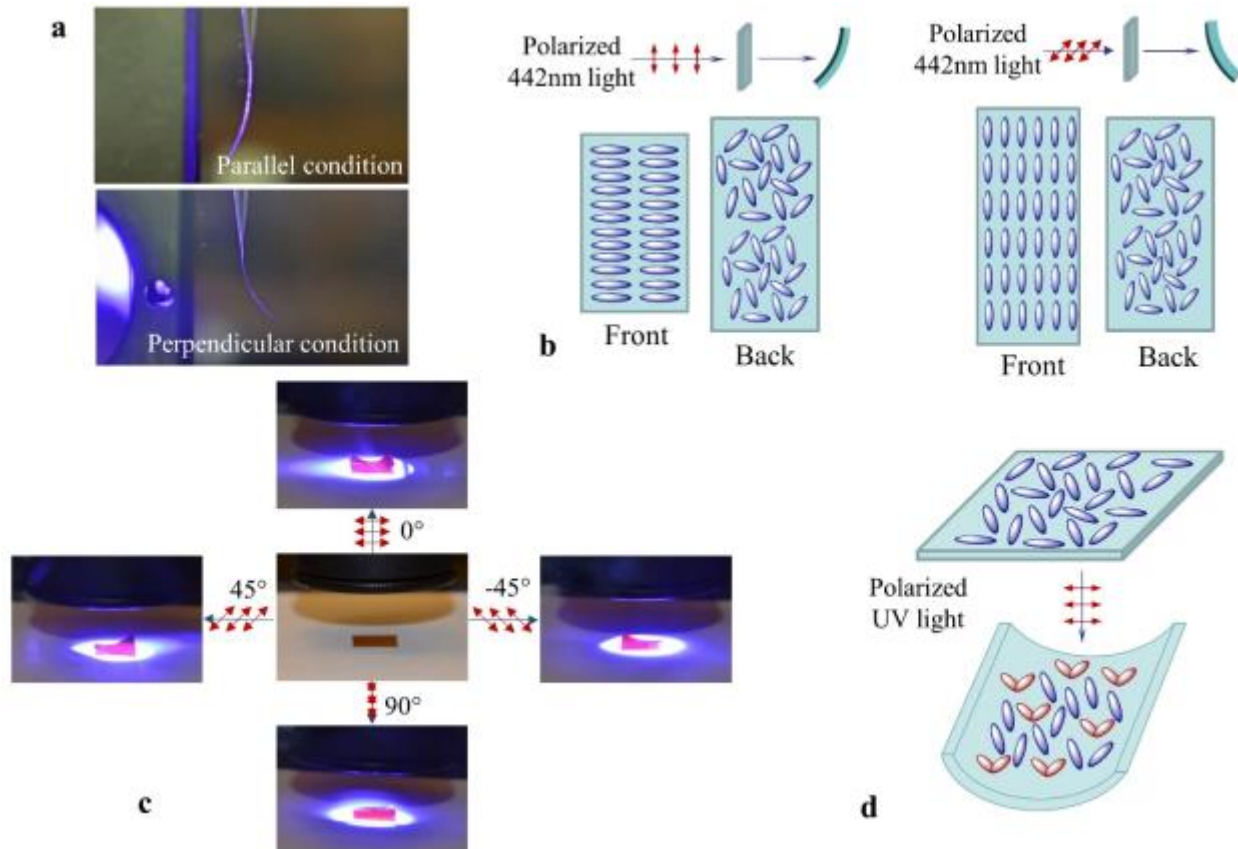 a
Parallel condition
Perpendicular condition
Polarized
442nm light
Front
Back
b
Polarized
442nm light
Front
Back
0°
45°
-45°
90°
c
Polarized
UV light
d